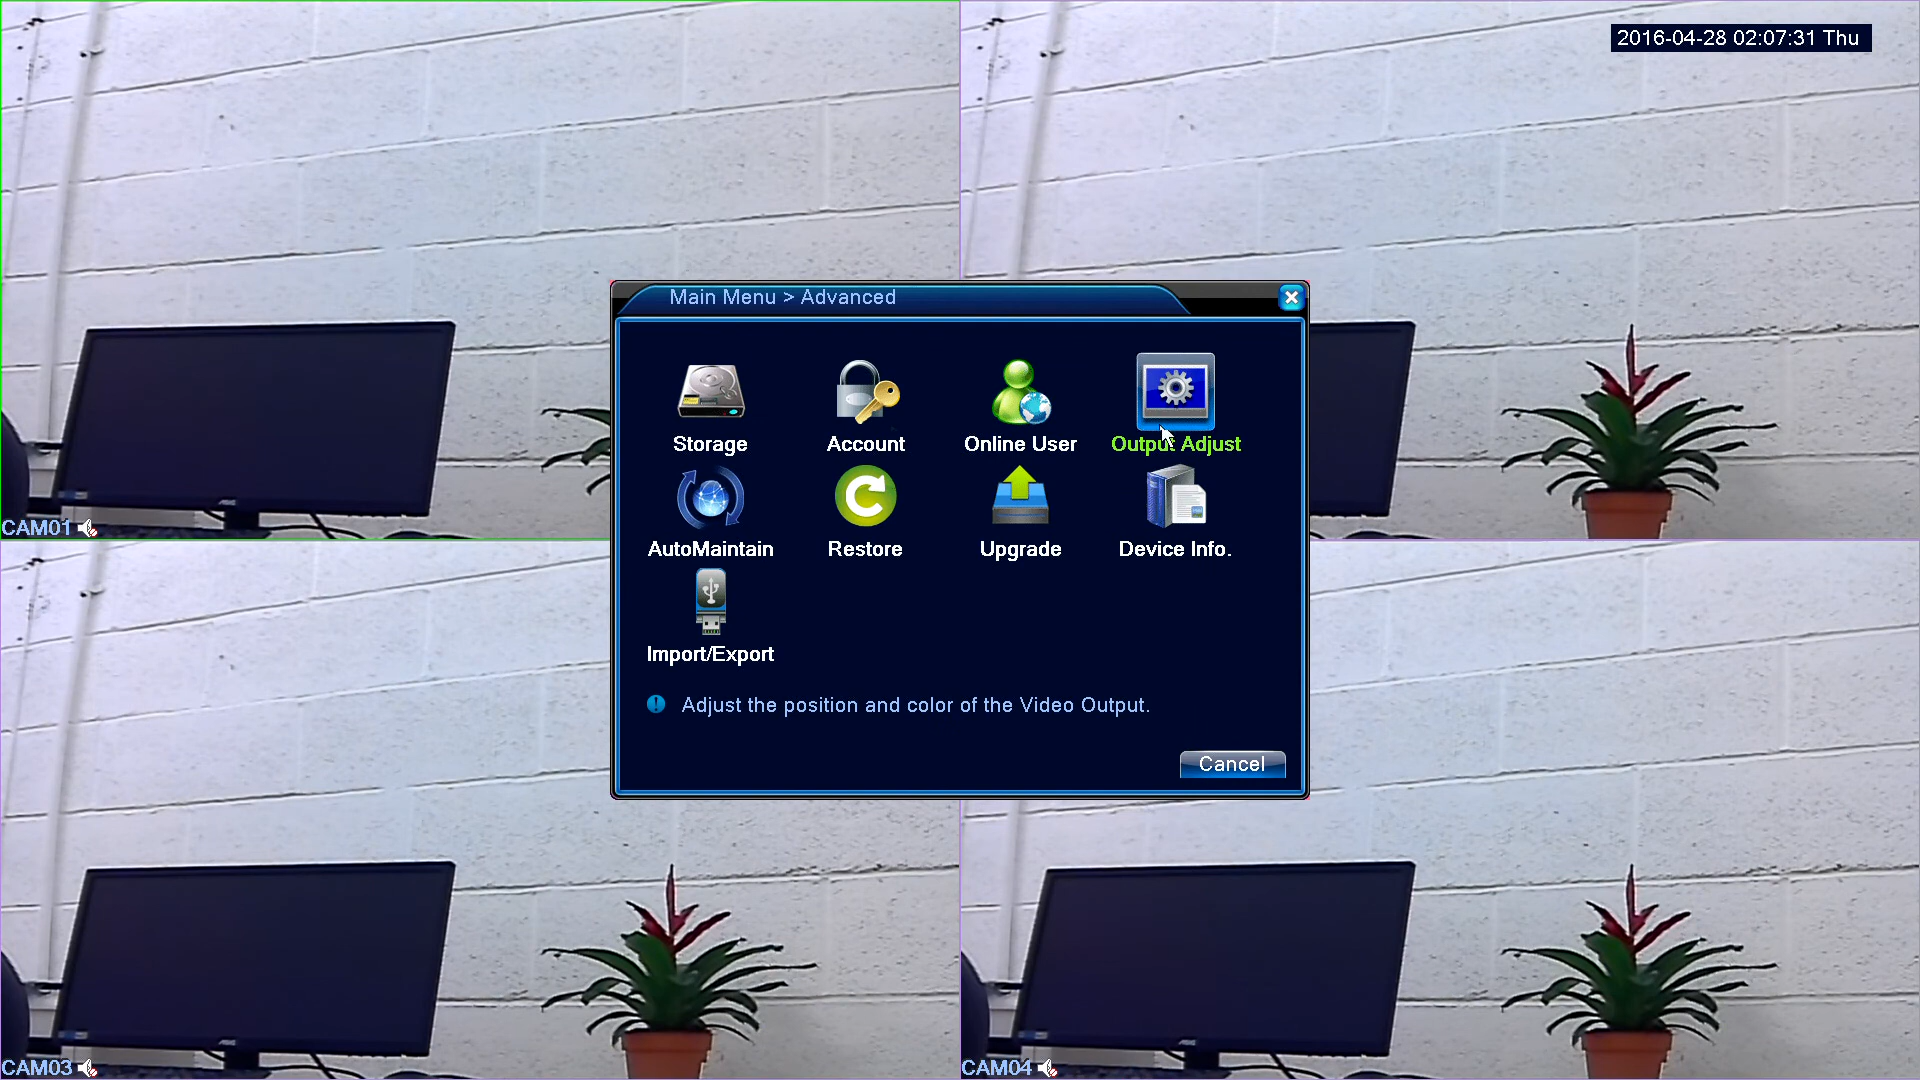 2016-04-28 02:07:31 Thu
Main Menu > Advanced
Storage
Account
Online User
Output Adjust
AutoMaintain
Restore
Upgrade
Device Info.
Import/Export
Adjust the position and color of the Video Output.
Cancel
CAM01
CAM03
CAM04